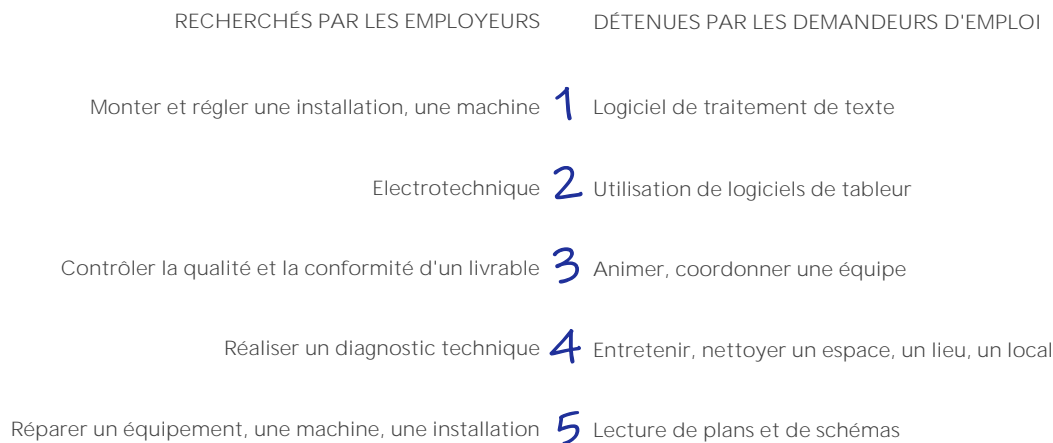 RECHERCHÉS PAR LES EMPLOYEURS DÉTENUES PAR LES DEMANDEURS D'EMPLOI
Monter et régler une installation, une machine 1 Logiciel de traitement de texte
Electrotechnique 2 Utilisation de logiciels de tableur
Contrôler la qualité et la conformité d'un livrable 3 Animer, coordonner une équipe
Réaliser un diagnostic technique 4 Entretenir, nettoyer un espace, un lieu, un local
Réparer un équipement, une machine, une installation 5 Lecture de plans et de schémas